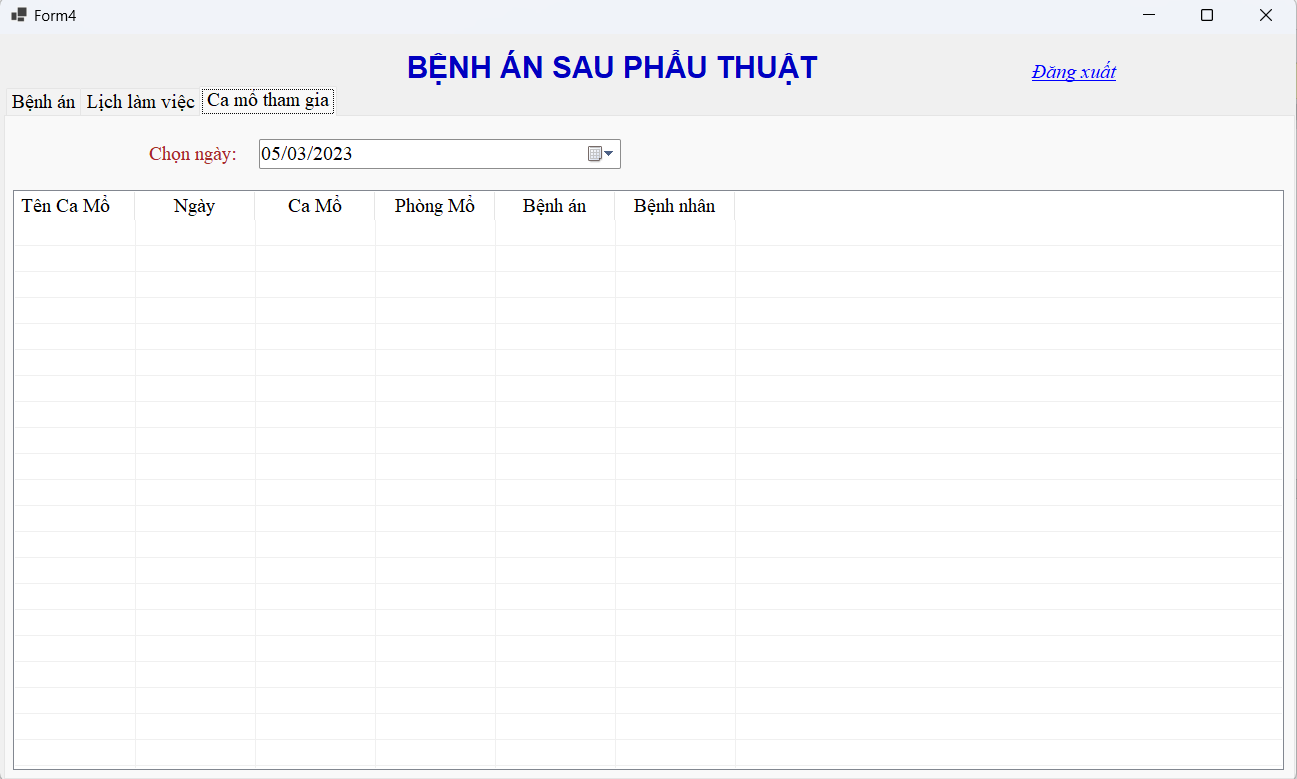 Form4
BỆNH ÁN SAU PHẨU THUẬT
Đăng xuất
Bệnh án Lịch làm việc Ca mổ tham gia
Chọn ngày: 05/03/2023
Tên Ca Mổ Ngày Ca Mổ Phòng Mổ Bệnh án Bệnh nhân